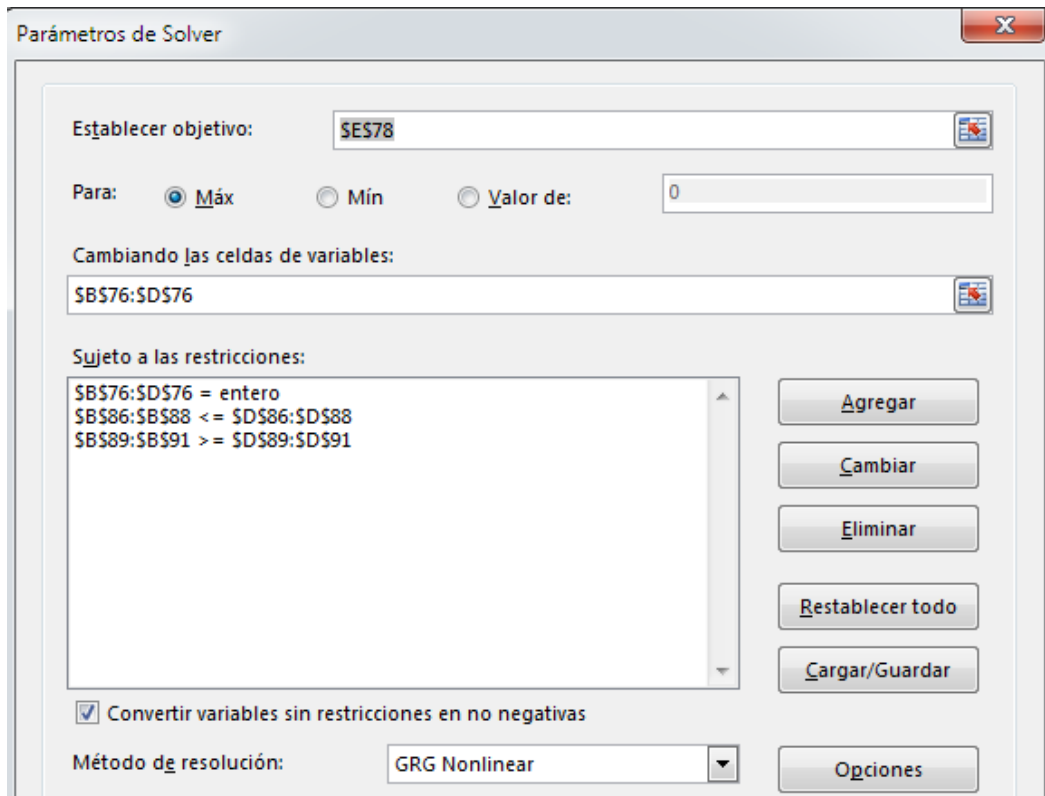 Parámetros de Solver
X
Establecer objetivo: $E$78
Para: Máx Mín Valor de: 0
Cambiando las celdas de variables:
$B$76:$D$76
Sujeto a las restricciones:
$B$76:$D$76 = entero
$B$86:$B$88 <= $D$86:$D$88
$B$89:$B$91 >= $D$89:$D$91
Agregar
Cambiar
Eliminar
Restablecer todo
Cargar/Guardar
Convertir variables sin restricciones en no negativas
Método de resolución: GRG Nonlinear Opciones